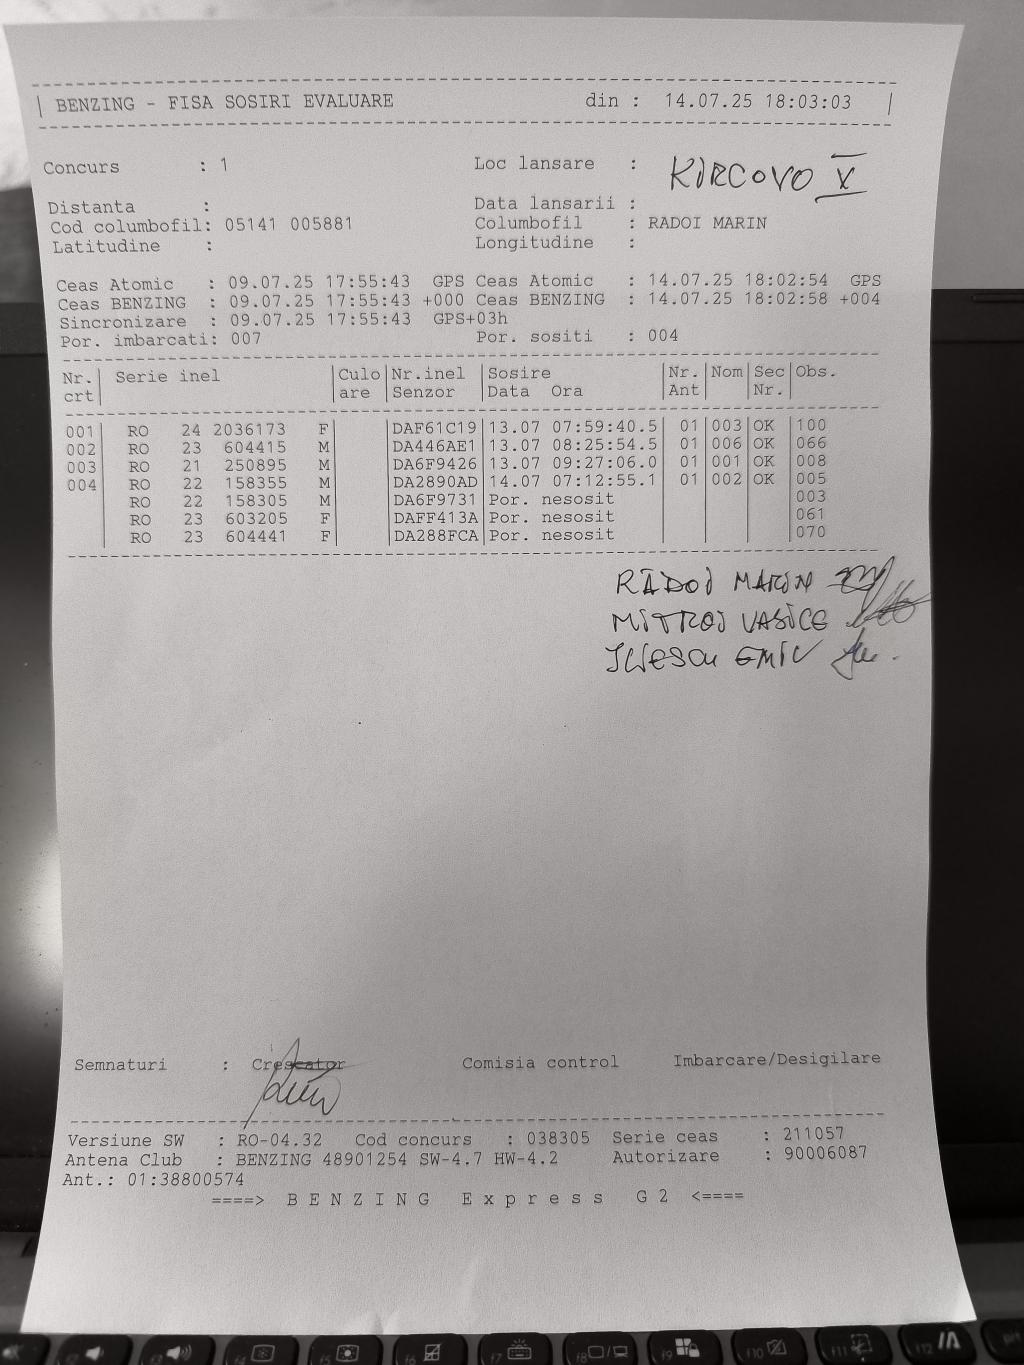 BENZING - FISA SOSIRI EVALUARE din : 14.07.25 18:03:03
Concurs : 1 Loc lansare : KIRCOVO V
Distanta : Data lansarii :
Cod columbofil: 05141 005881 Columbofil : RADOI MARIN
Latitudine : Longitudine :
Ceas Atomic : 09.07.25 17:55:43 GPS Ceas Atomic : 14.07.25 18:02:54 GPS
Ceas BENZING : 09.07.25 17:55:43 +000 Ceas BENZING : 14.07.25 18:02:58 +004
Sincronizare : 09.07.25 17:55:43 GPS+03h
Por. imbarcati: 007 Por. sositi : 004
Nr. Serie inel Culo Nr.inel Sosire Nr. Nom Sec Obs.
crt are Senzor Data Ora Ant Nr.
001 RO 24 2036173 F DAF61C19 13.07 07:59:40.5 01 003 OK 100
002 RO 23 604415 M DA446AE1 13.07 08:25:54.5 01 006 OK 066
003 RO 21 250895 M DA6F9426 13.07 09:27:06.0 01 001 OK 008
004 RO 22 158355 M DA2890AD 14.07 07:12:55.1 01 002 OK 005
RO 22 158305 M DA6F9731 Por. nesosit 003
RO 23 603205 F DAFF413A Por. nesosit 061
RO 23 604441 F DA288FCA Por. nesosit 070
RĂDOI MARIN
MITROI VASILE
ILIESCU EMIL
Semnaturi : Crescator Comisia control Imbarcare/Desigilare
Versiune SW : RO-04.32 Cod concurs : 038305 Serie ceas : 211057
Antena Club : BENZING 48901254 SW-4.7 HW-4.2 Autorizare : 90006087
Ant.: 01:38800574
====> B E N Z I N G E x p r e s s G 2 <====